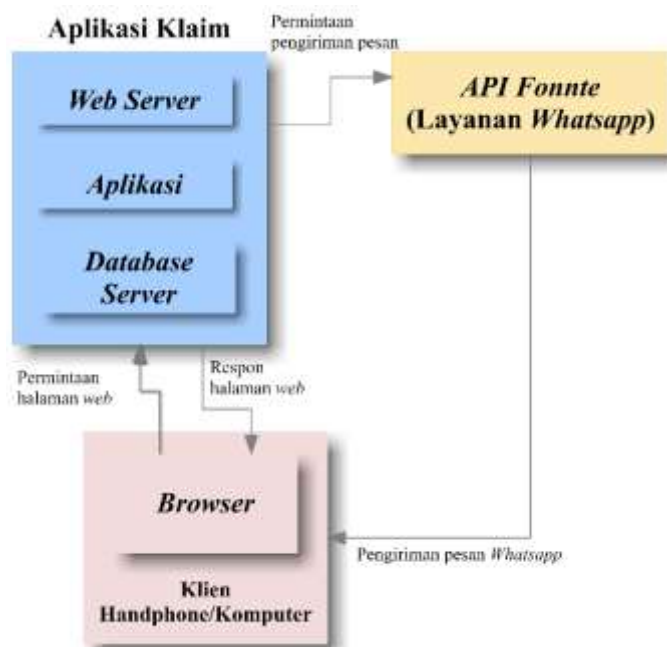 Aplikasi Klaim
Permintaan
pengiriman pesan
Web Server
Aplikasi
Database
Server
API Fonnte
(Layanan Whatsapp)
Permintaan
halaman web
Respon
halaman web
Browser
Klien
Handphone/Komputer
Pengiriman pesan Whatsapp